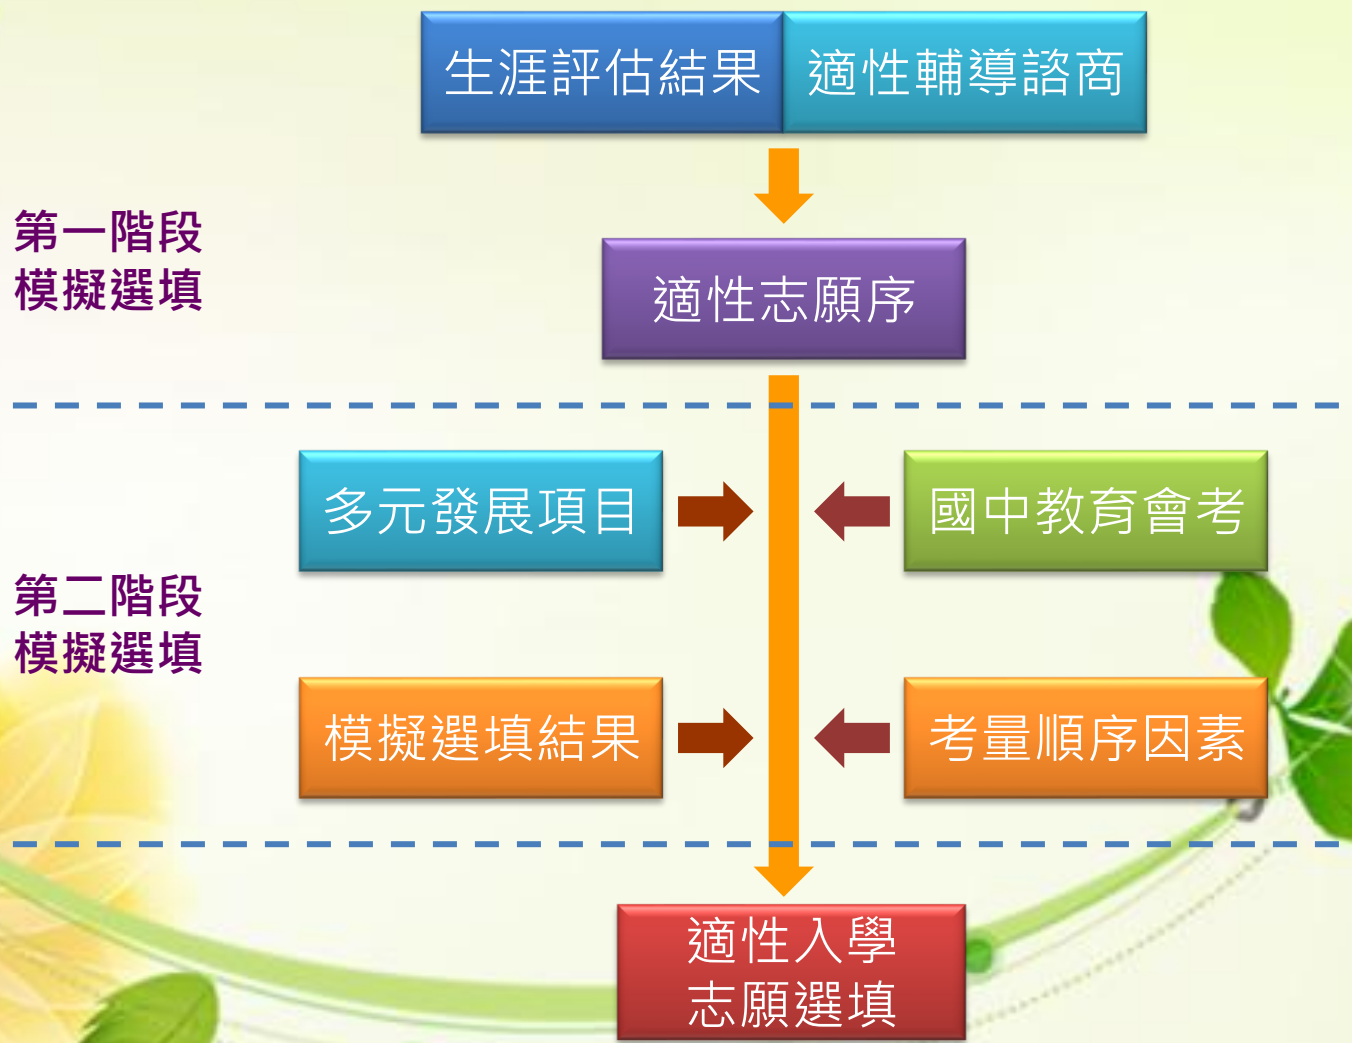 生涯評估結果
適性輔導諮商
第一階段
模擬選填
適性志願序
多元發展項目
國中教育會考
第二階段
模擬選填
模擬選填結果
考量順序因素
適性入學
志願選填